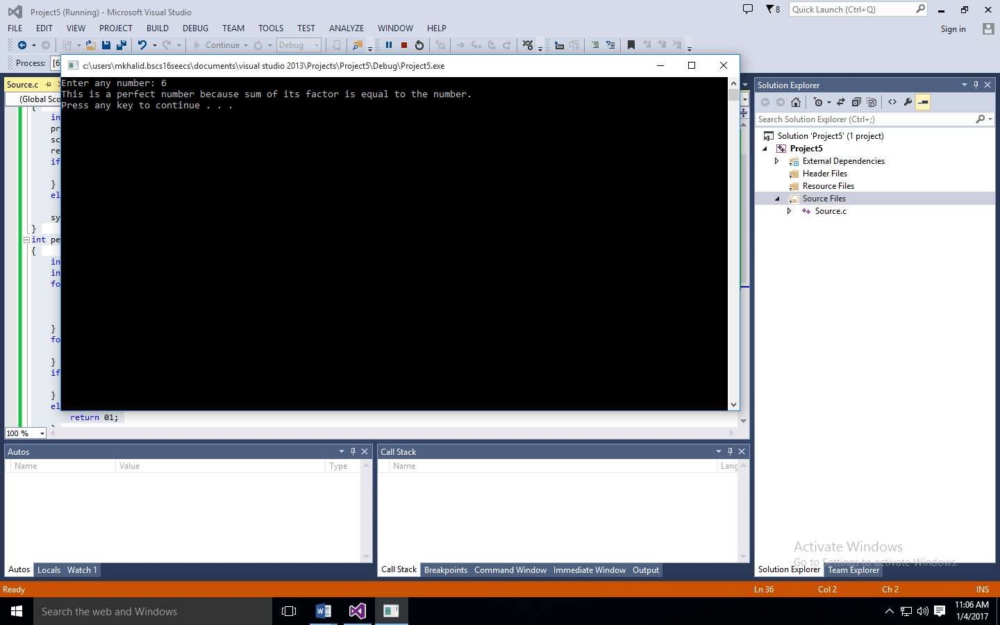 Project5 (Running) - Microsoft Visual Studio
8
Quick Launch (Ctrl+Q)
FILE EDIT VIEW PROJECT BUILD DEBUG TEAM TOOLS TEST ANALYZE WINDOW HELP
Sign in
Continue Debug
Process: [6
c:\users\mkhalid.bscs16seecs\documents\visual studio 2013\Projects\Project5\Debug\Project5.exe
Enter any number: 6
This is a perfect number because sum of its factor is equal to the number.
Press any key to continue . . .
Source.c
(Global Sco
{
in
pr
sc
re
if
}
el
sy
}
int pe
{
in
in
fo
}
fo
}
if
}
el
return 01;
100 %
Solution Explorer
Search Solution Explorer (Ctrl+;)
Solution 'Project5' (1 project)
Project5
External Dependencies
Header Files
Resource Files
Source Files
Source.c
Autos
Name Value Type
Autos Locals Watch 1
Call Stack
Name Lang
Call Stack Breakpoints Command Window Immediate Window Output
Activate Windows
Go to Settings to activate Windows.
Solution Explorer Team Explorer
Ready Ln 36 Col 2 Ch 2 INS
Search the web and Windows
11:06 AM
1/4/2017